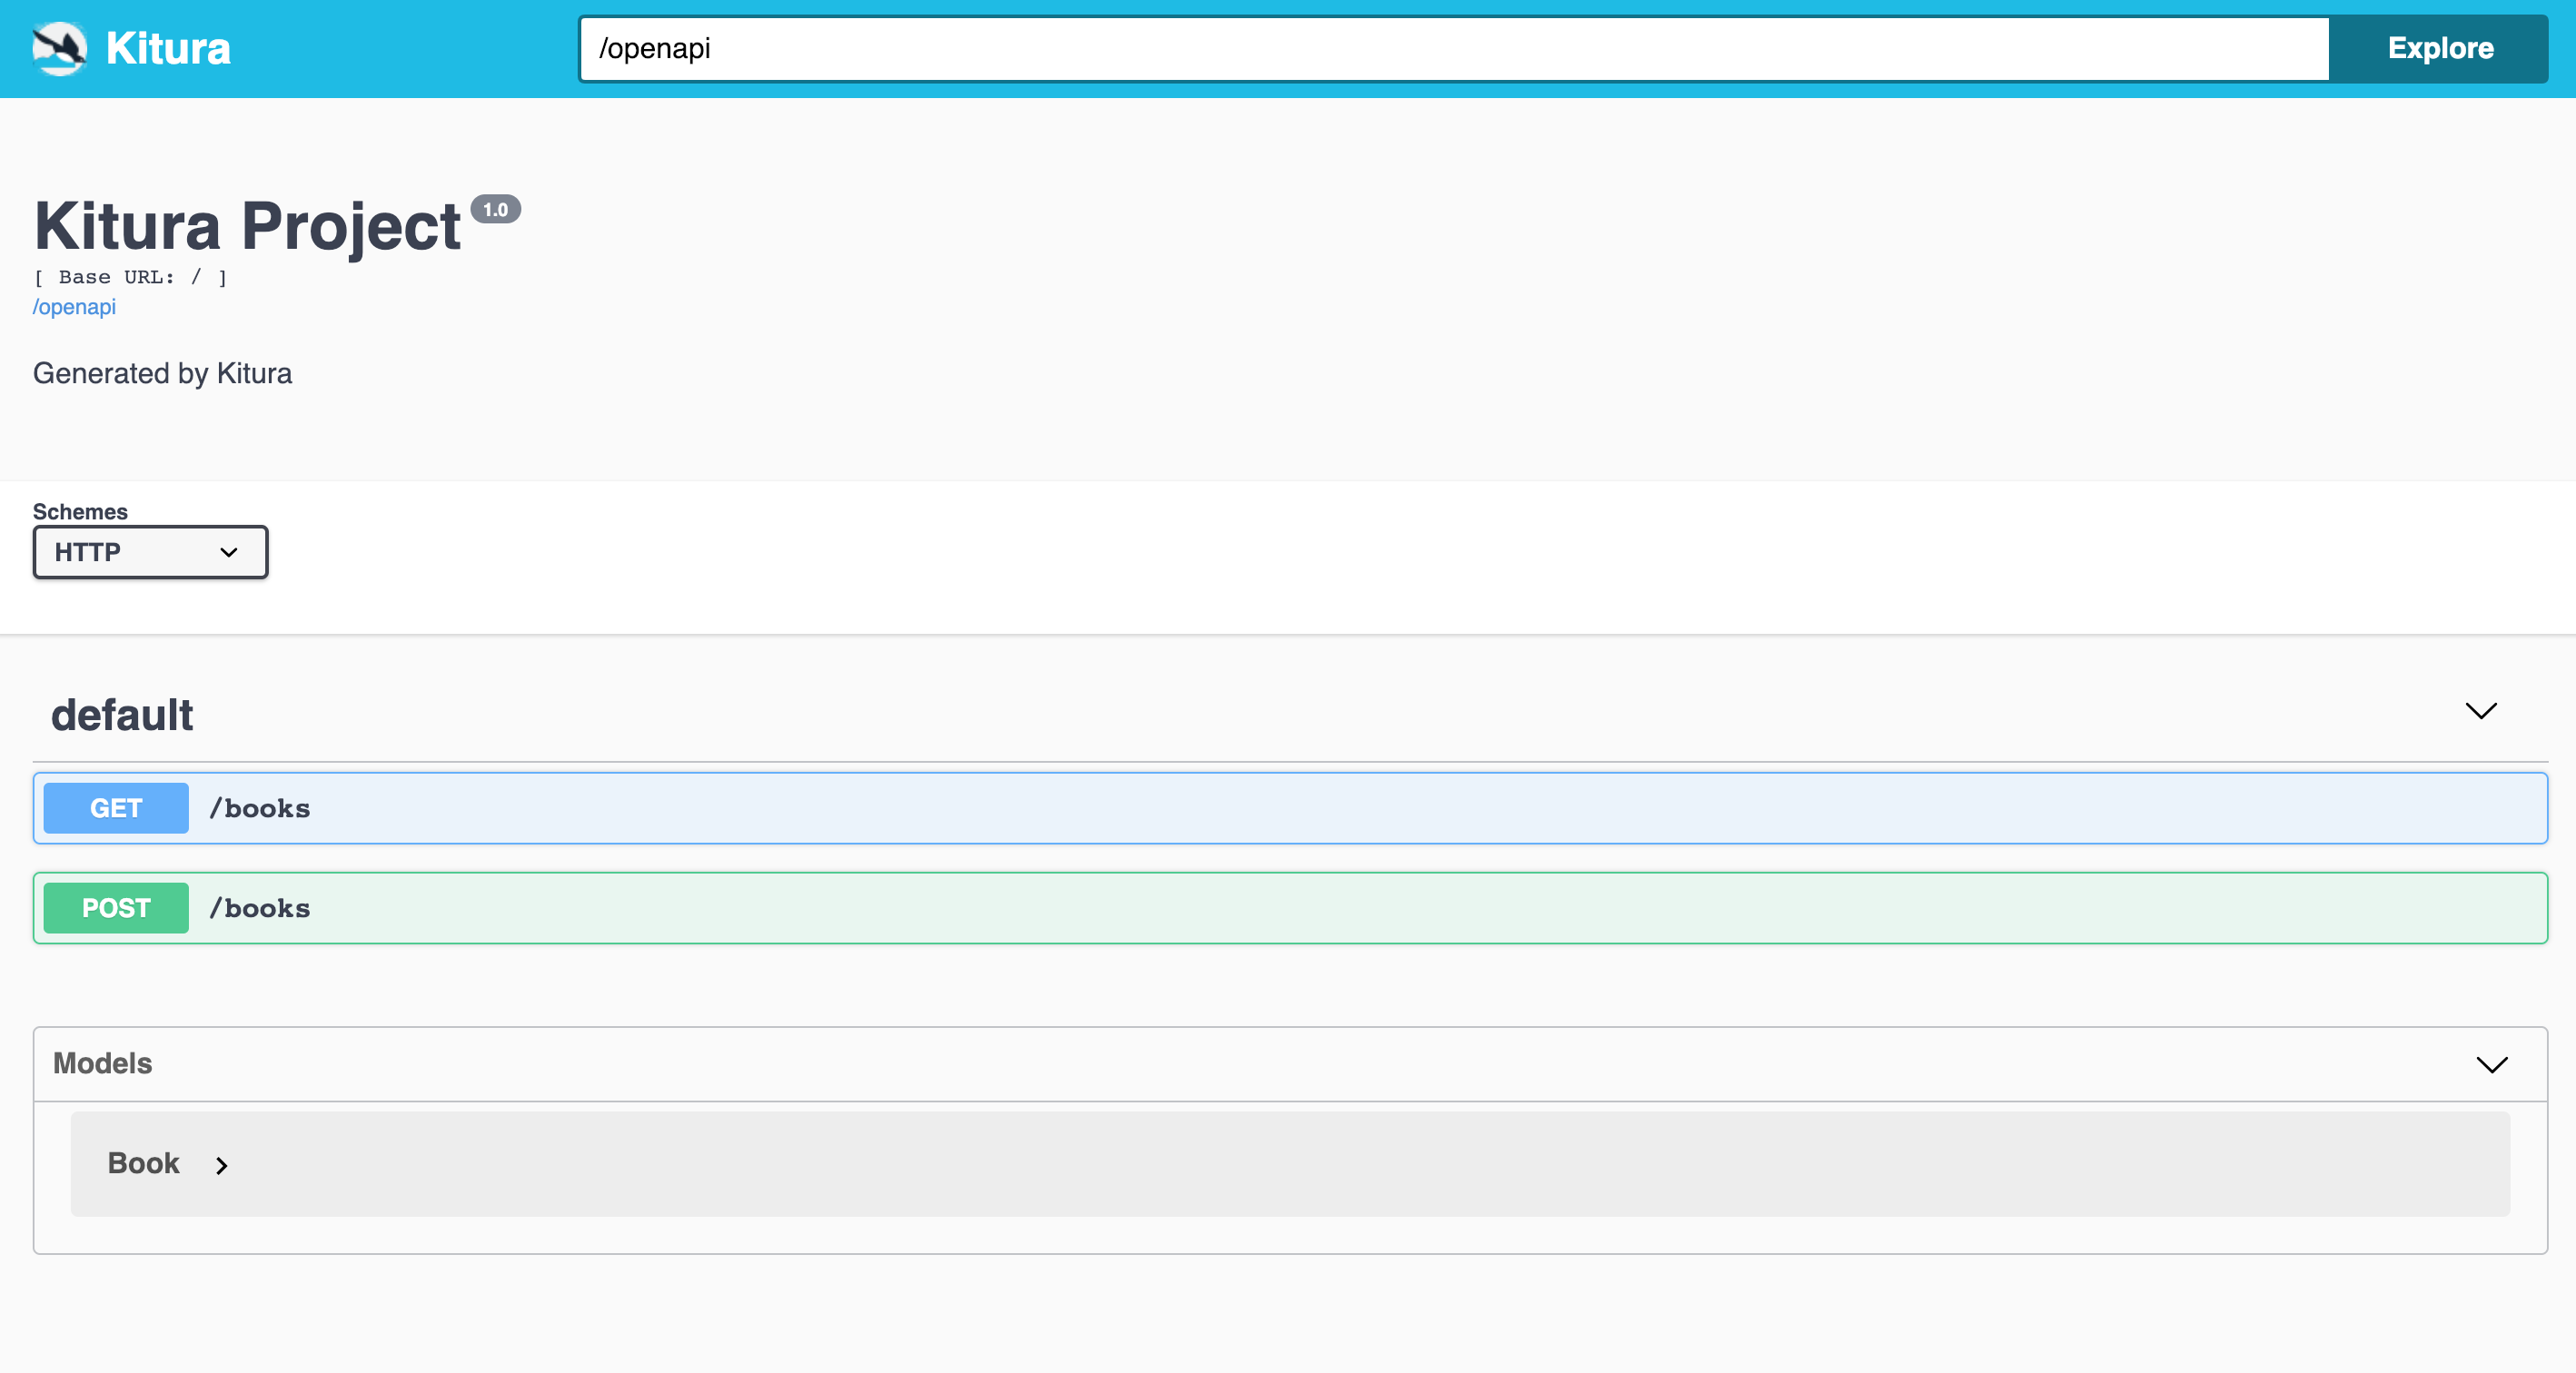 Kitura
/openapi
Explore
Kitura Project 1.0
[ Base URL: / ]
/openapi
Generated by Kitura
Schemes
HTTP
default
GET /books
POST /books
Models
Book